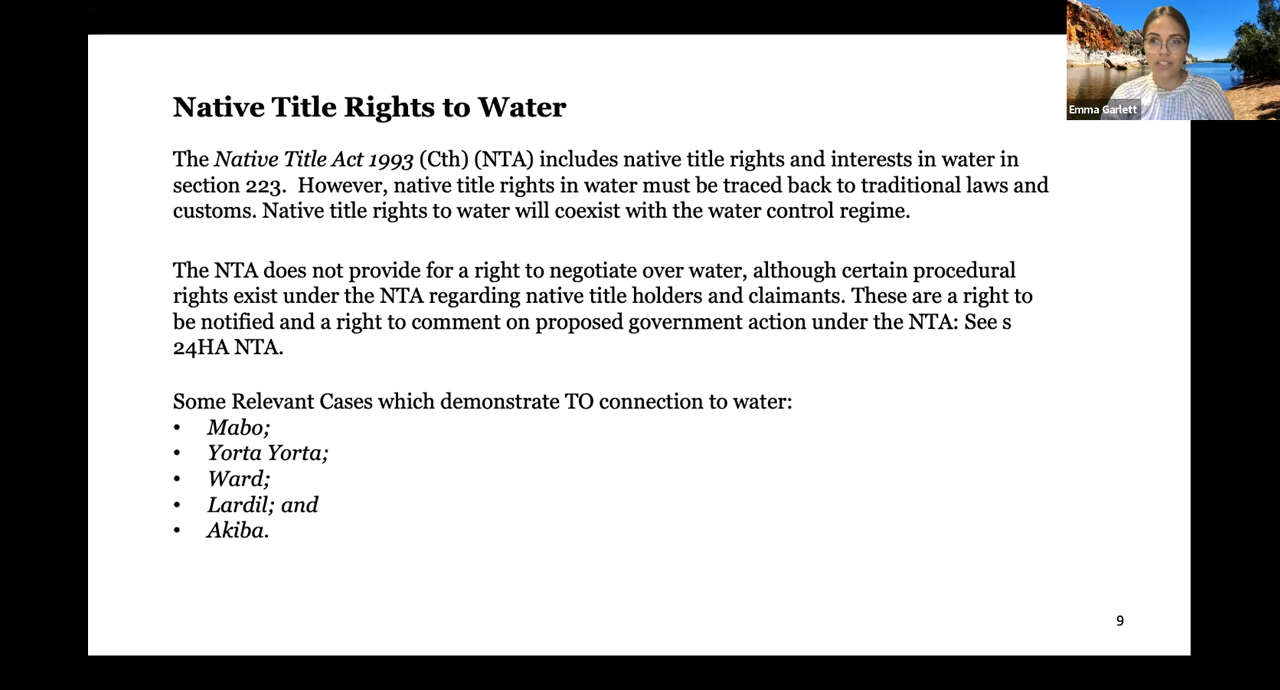 Emma Garlett
Native Title Rights to Water
The Native Title Act 1993 (Cth) (NTA) includes native title rights and interests in water in
section 223.  However, native title rights in water must be traced back to traditional laws and
customs. Native title rights to water will coexist with the water control regime.
The NTA does not provide for a right to negotiate over water, although certain procedural
rights exist under the NTA regarding native title holders and claimants. These are a right to
be notified and a right to comment on proposed government action under the NTA: See s
24HA NTA.
Some Relevant Cases which demonstrate TO connection to water:
• Mabo;
• Yorta Yorta;
• Ward;
• Lardil; and
• Akiba.
9